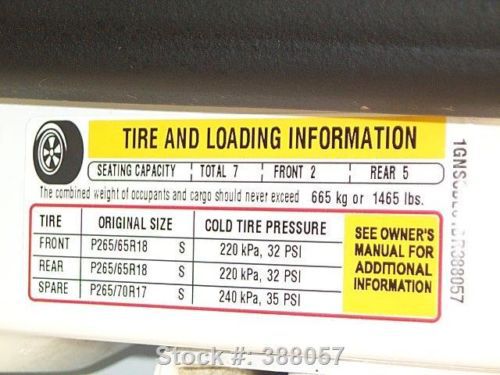 TIRE AND LOADING INFORMATION
SEATING CAPACITY TOTAL 7 FRONT 2 REAR 5
The combined weight of occupants and cargo should never exceed 665 kg or 1465 lbs.
TIRE ORIGINAL SIZE COLD TIRE PRESSURE
FRONT P265/65R18 S 220 kPa, 32 PSI
REAR P265/65R18 S 220 kPa, 32 PSI
SPARE P265/70R17 S 240 kPa, 35 PSI
SEE OWNER'S
MANUAL FOR
ADDITIONAL
INFORMATION
Stock #: 388057